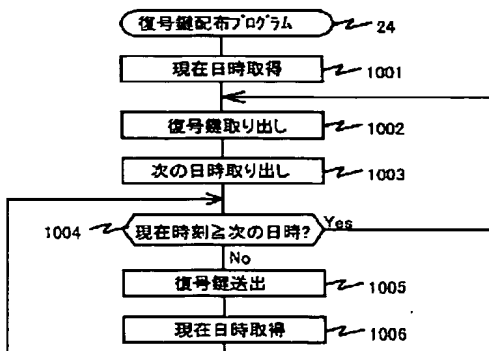 復号鍵配布プログラム 24
現在日時取得 1001
復号鍵取り出し 1002
次の日時取り出し 1003
1004 現在時刻≧次の日時? Yes
No
復号鍵送出 1005
現在日時取得 1006